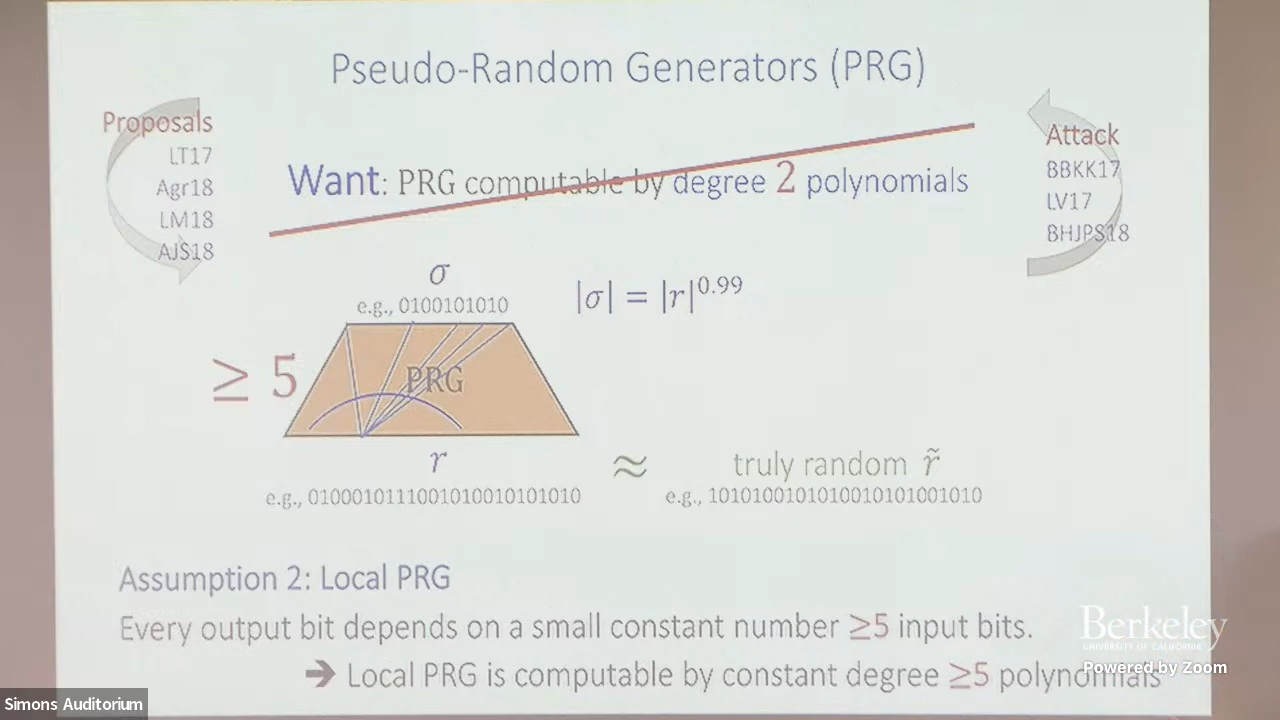 Pseudo-Random Generators (PRG)
Proposals
LT17
Agr18
LM18
AJS18
Want: PRG computable by degree 2 polynomials
Attack
BBKK17
LV17
BHJPS18
σ
e.g., 0100101010
|σ| = |r|^0.99
≥ 5
PRG
r
e.g., 0100010111001010010101010
≈
truly random r̃
e.g., 1010100101010010101001010
Assumption 2: Local PRG
Every output bit depends on a small constant number ≥5 input bits.
➔ Local PRG is computable by constant degree ≥5 polynomials
Berkeley
UNIVERSITY OF CALIFORNIA
Powered by Zoom
Simons Auditorium